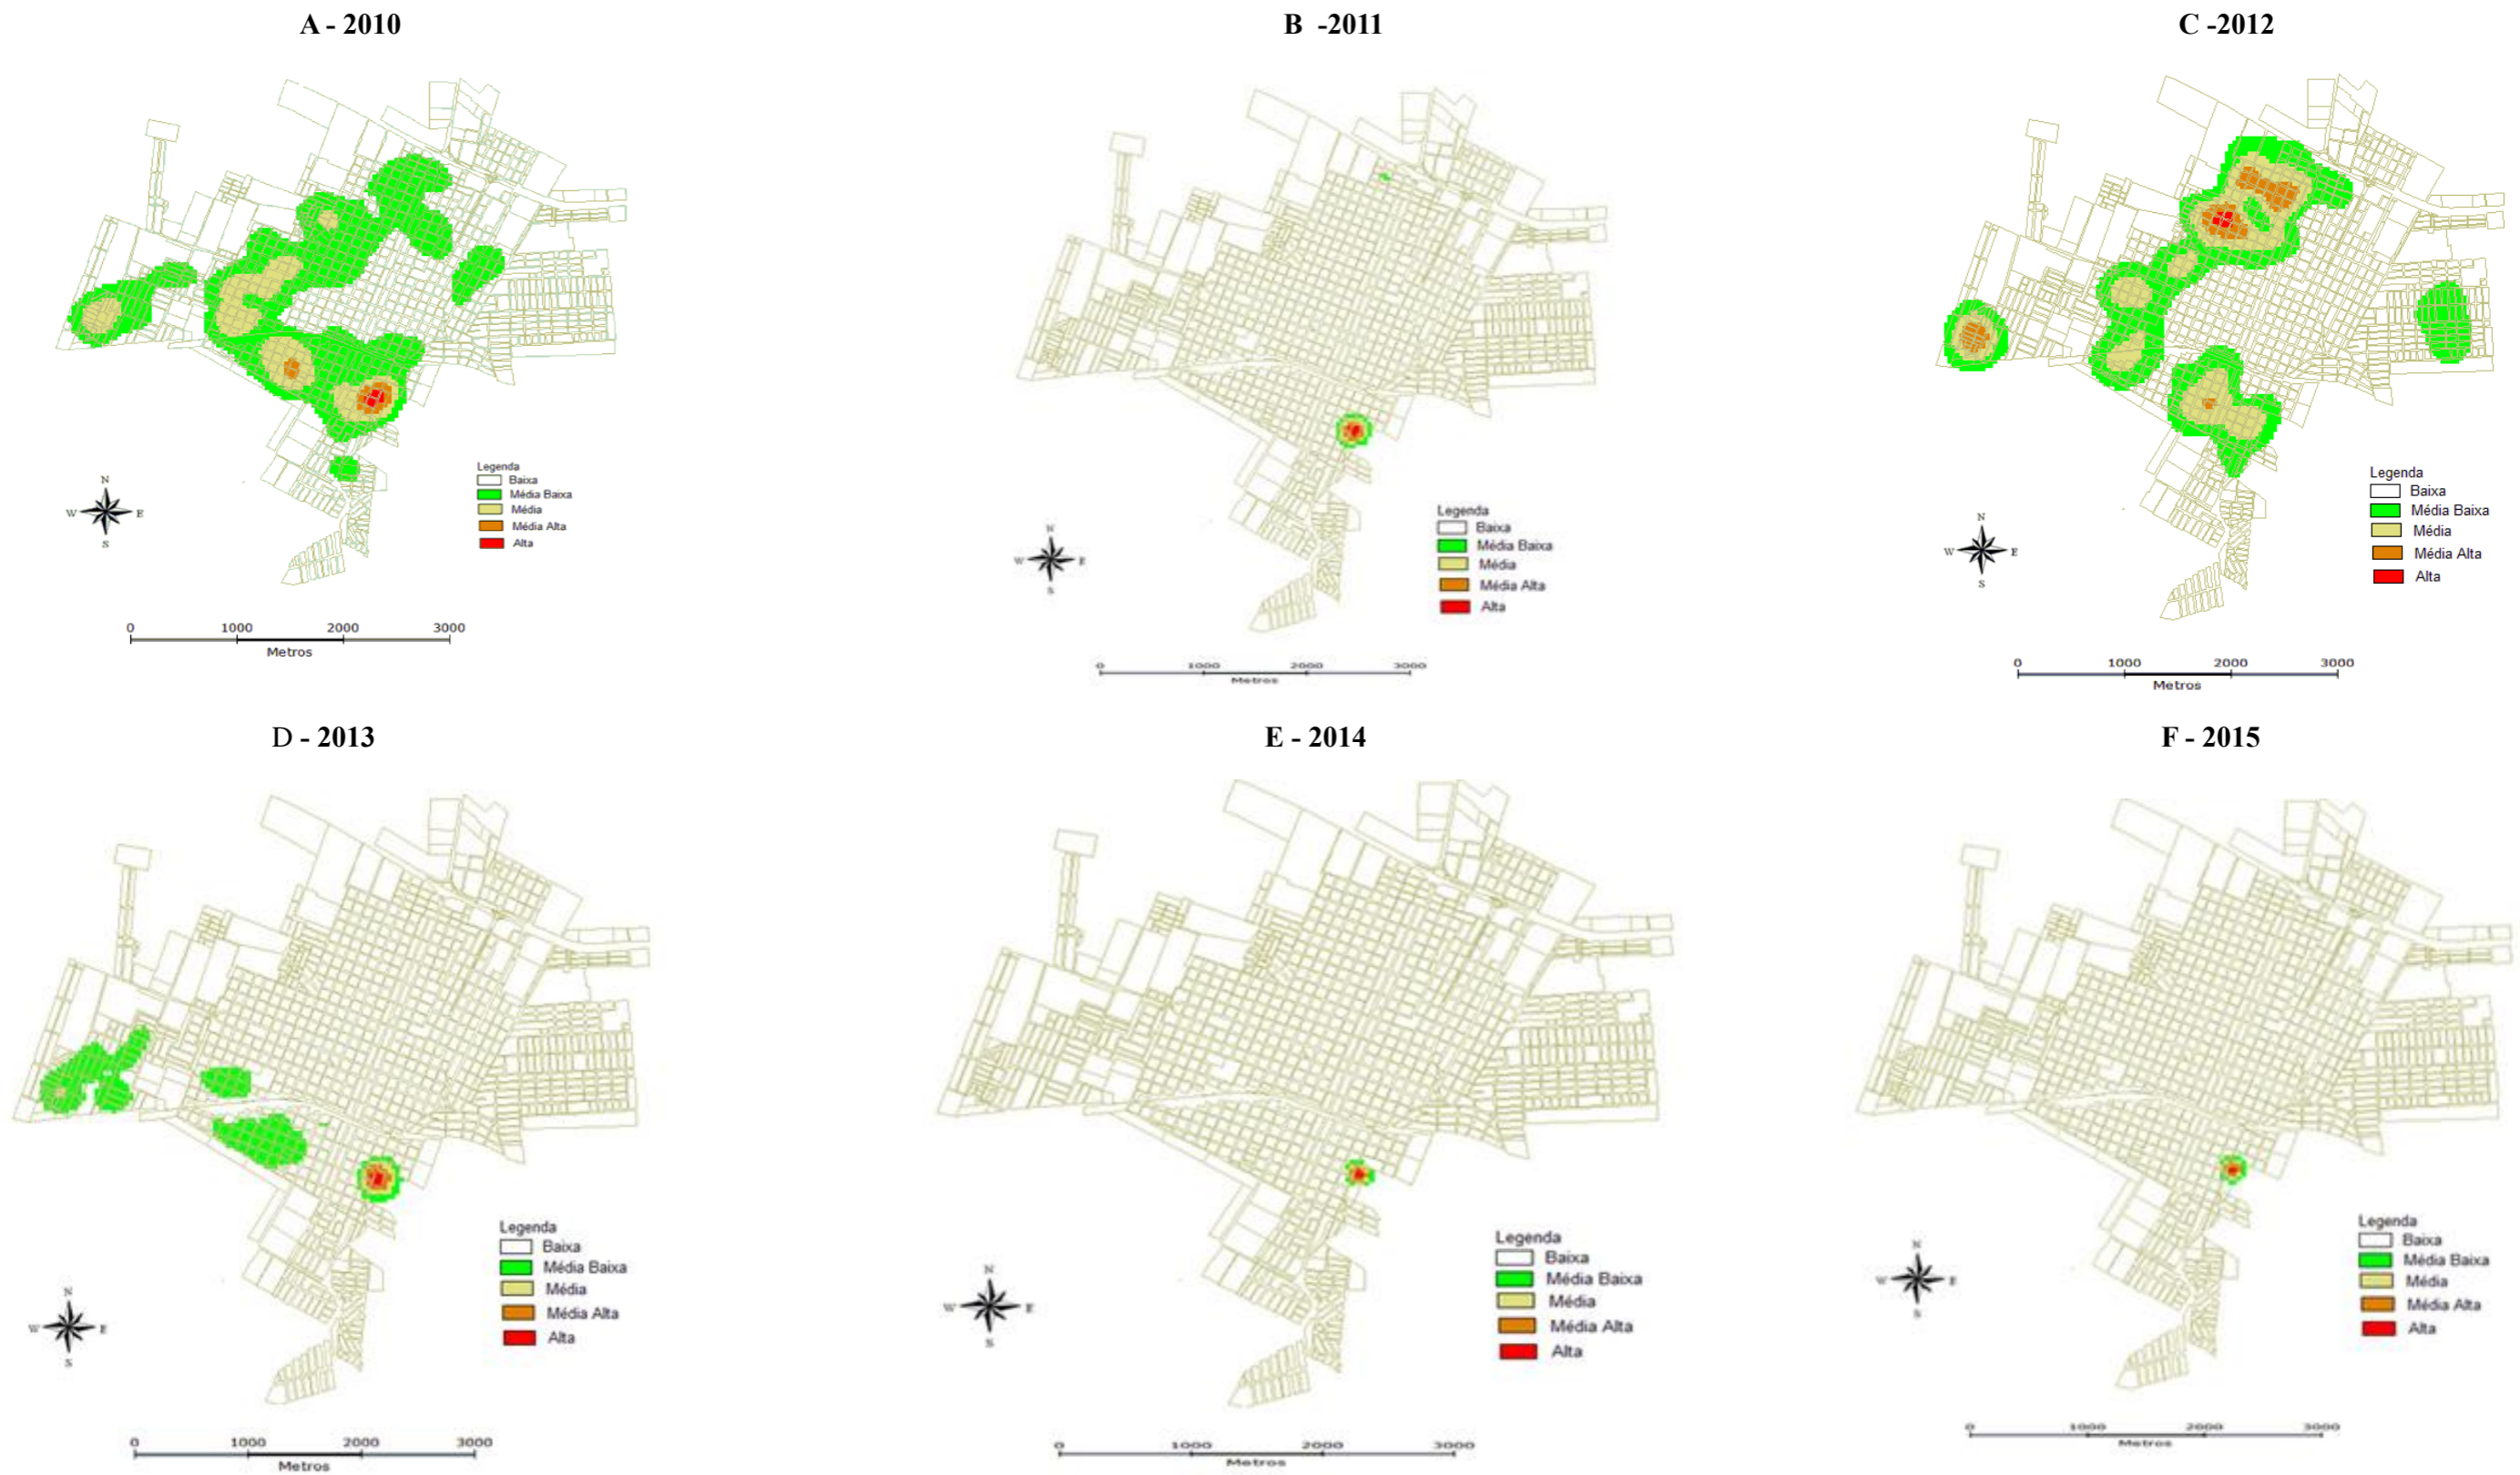 A - 2010
Legenda
Baixa
Média Baixa
Média
Média Alta
Alta
N
W E
S
0 1000 2000 3000
Metros
B -2011
Legenda
Baixa
Média Baixa
Média
Média Alta
Alta
N
W E
S
0 1000 2000 3000
Metros
C -2012
Legenda
Baixa
Média Baixa
Média
Média Alta
Alta
N
W E
S
0 1000 2000 3000
Metros
D - 2013
Legenda
Baixa
Média Baixa
Média
Média Alta
Alta
N
W E
S
0 1000 2000 3000
Metros
E - 2014
Legenda
Baixa
Média Baixa
Média
Média Alta
Alta
N
W E
S
0 1000 2000 3000
Metros
F - 2015
Legenda
Baixa
Média Baixa
Média
Média Alta
Alta
N
W E
S
0 1000 2000 3000
Metros